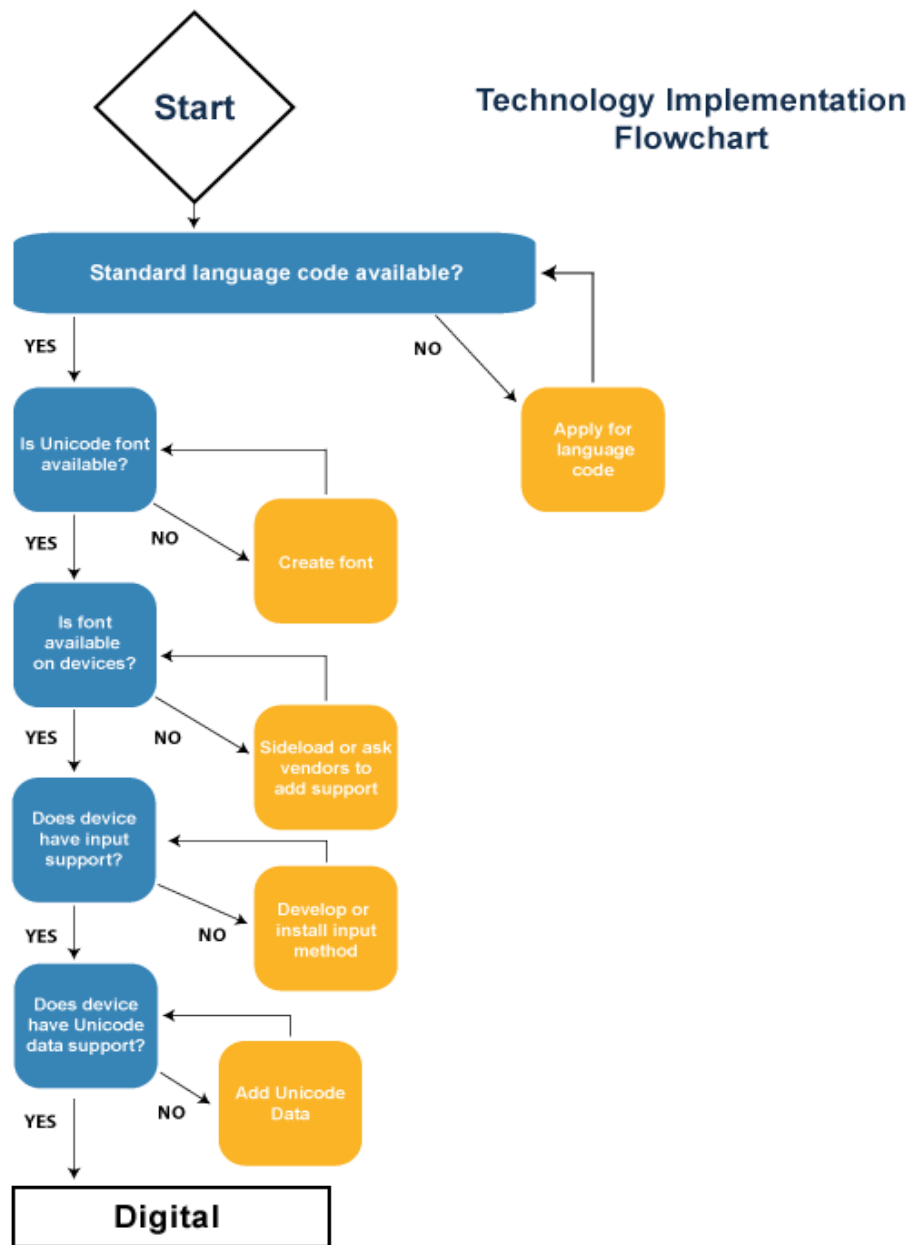 Start
Technology Implementation
Flowchart
Standard language code available?
YES
NO
Is Unicode font
available?
Apply for
language
code
YES
NO
Create font
Is font
available
on devices?
YES
NO
Sideload or ask
vendors to
add support
Does device
have input
support?
YES
NO
Develop or
install input
method
Does device
have Unicode
data support?
YES
NO
Add Unicode
Data
Digital